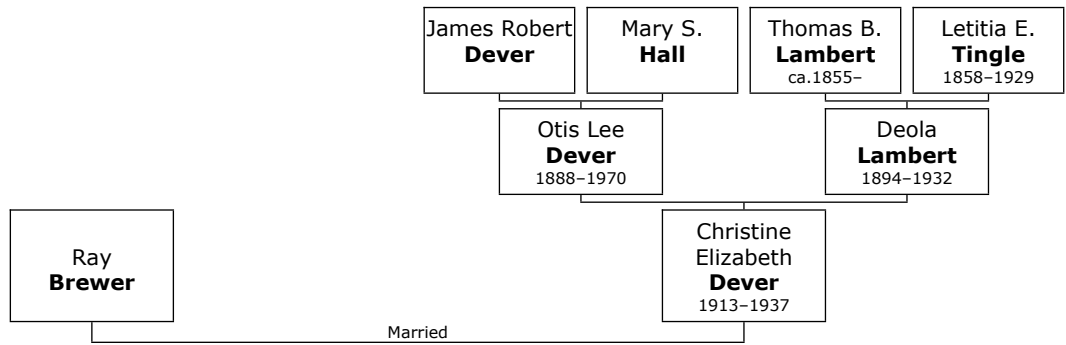 James Robert
Dever
Mary S.
Hall
Thomas B.
Lambert
ca.1855–
Letitia E.
Tingle
1858–1929
Otis Lee
Dever
1888–1970
Deola
Lambert
1894–1932
Ray
Brewer
Christine
Elizabeth
Dever
1913–1937
Married